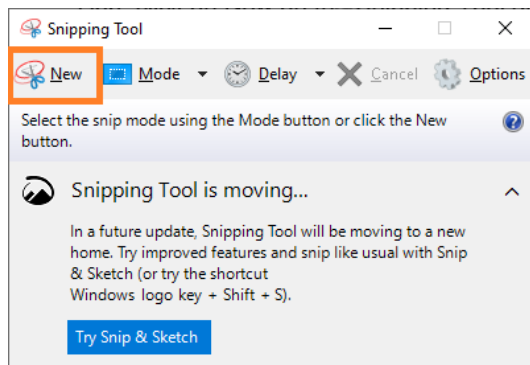 Snipping Tool
New Mode Delay Cancel Options
Select the snip mode using the Mode button or click the New
button.
Snipping Tool is moving...
In a future update, Snipping Tool will be moving to a new
home. Try improved features and snip like usual with Snip
& Sketch (or try the shortcut
Windows logo key + Shift + S).
Try Snip & Sketch